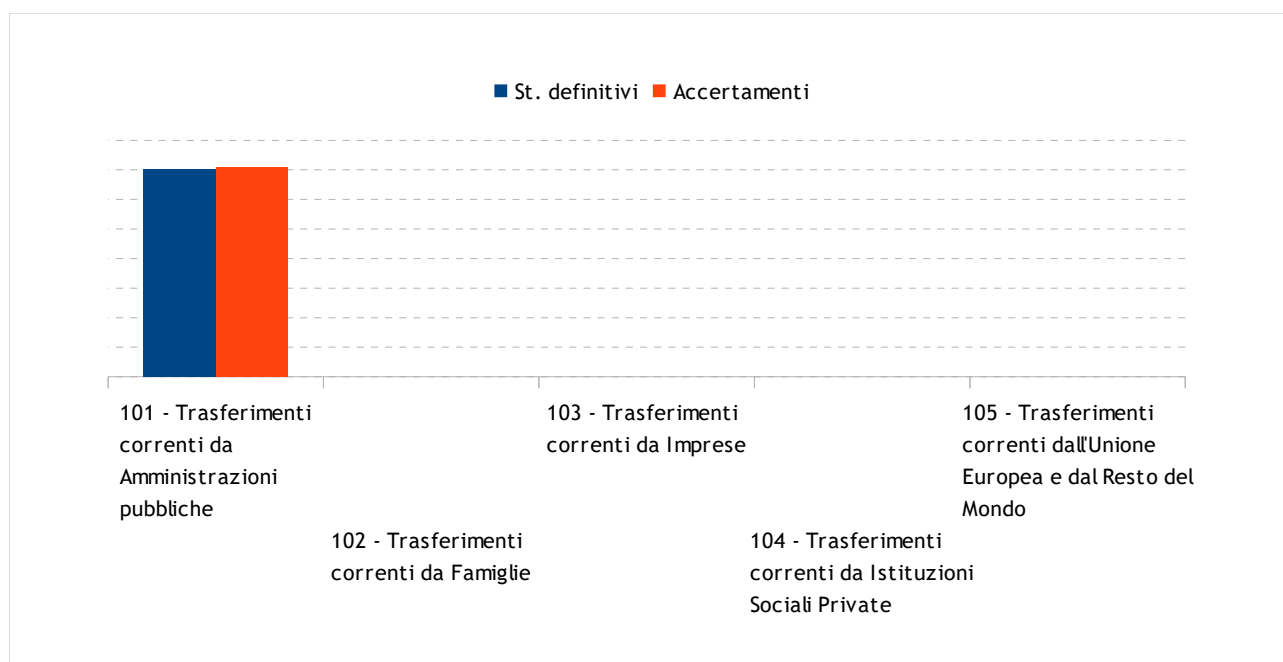 St. definitivi Accertamenti
101 - Trasferimenti
correnti da
Amministrazioni
pubbliche
102 - Trasferimenti
correnti da Famiglie
103 - Trasferimenti
correnti da Imprese
104 - Trasferimenti
correnti da Istituzioni
Sociali Private
105 - Trasferimenti
correnti dall'Unione
Europea e dal Resto del
Mondo